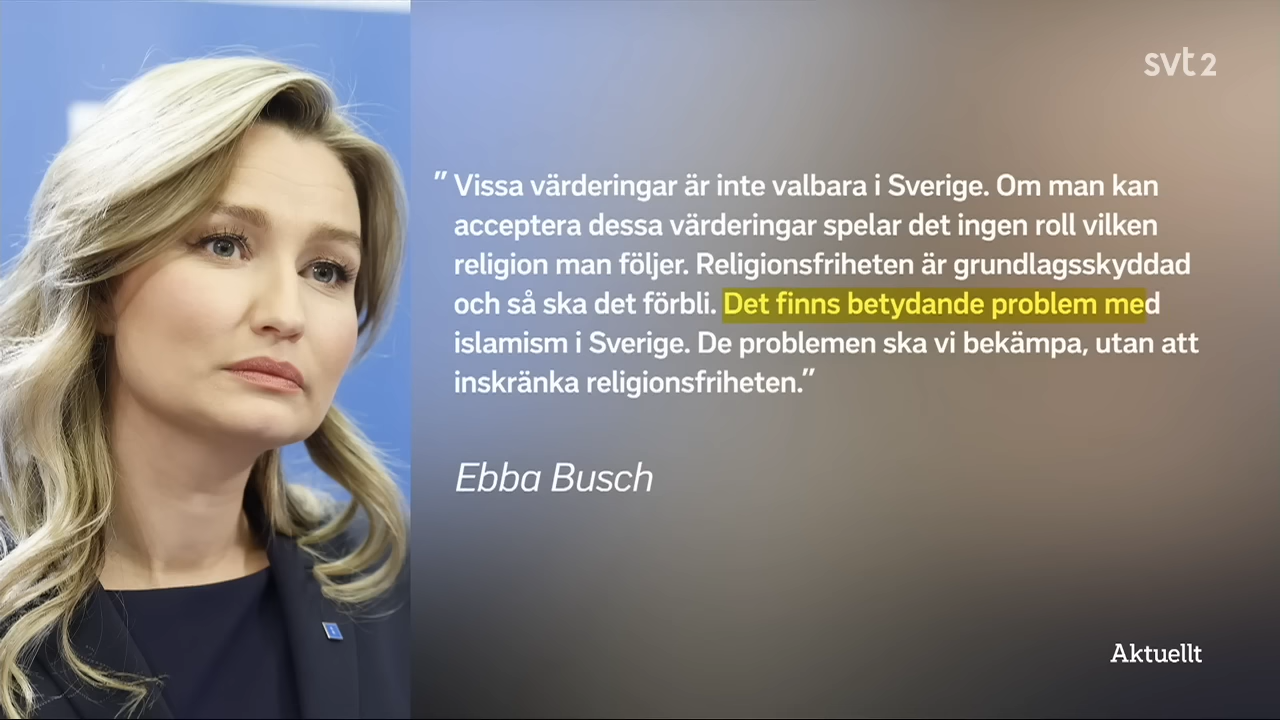 svt2
" Vissa värderingar är inte valbara i Sverige. Om man kan
acceptera dessa värderingar spelar det ingen roll vilken
religion man följer. Religionsfriheten är grundlagsskyddad
och så ska det förbli. Det finns betydande problem med
islamism i Sverige. De problemen ska vi bekämpa, utan att
inskränka religionsfriheten."
Ebba Busch
Aktuellt